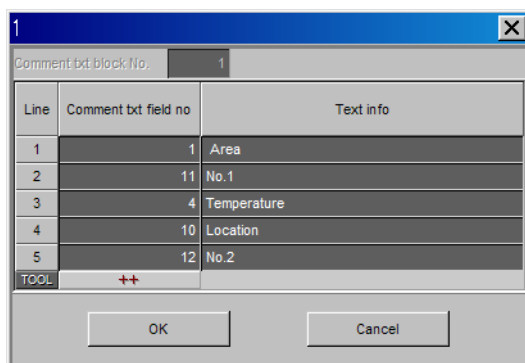 1
Comment txt block No. 1
Line Comment txt field no Text info
1 1 Area
2 11 No.1
3 4 Temperature
4 10 Location
5 12 No.2
TOOL ++
OK Cancel